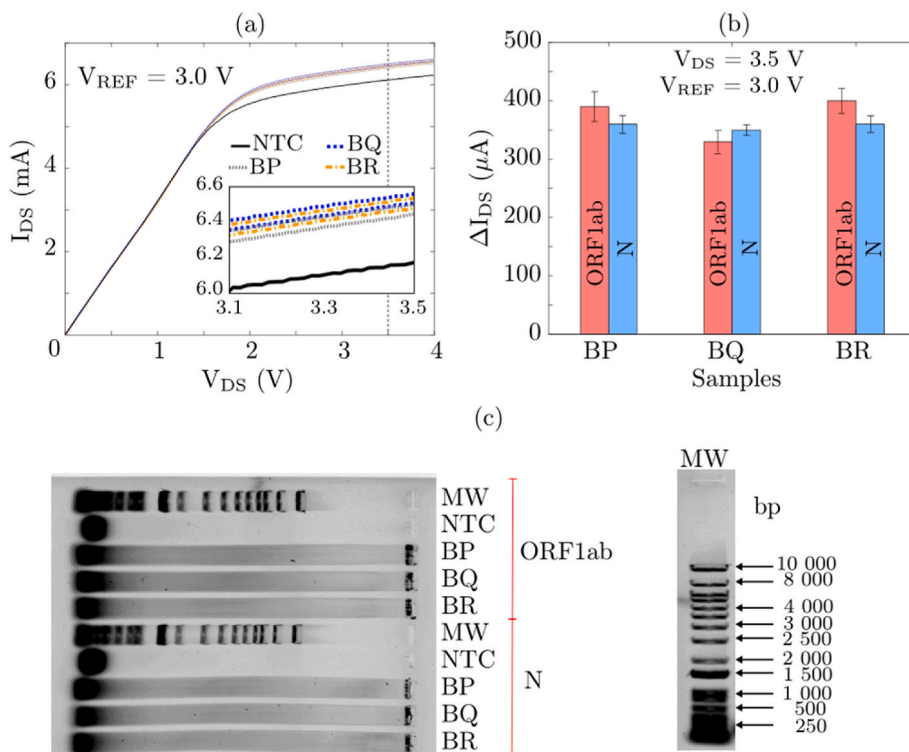 (a)
I_DS (mA)
V_REF = 3.0 V
NTC
BQ
BP
BR
6.6
6.4
6.2
6.0
3.1
3.3
3.5
6
4
2
0
0
1
2
3
4
V_DS (V)
(b)
ΔI_DS (μA)
V_DS = 3.5 V
V_REF = 3.0 V
500
400
300
200
100
0
ORF1ab
N
ORF1ab
N
ORF1ab
N
BP
BQ
BR
Samples
(c)
MW
NTC
BP
BQ
BR
ORF1ab
MW
NTC
BP
BQ
BR
N
MW
bp
10 000
8 000
4 000
3 000
2 500
2 000
1 500
1 000
500
250